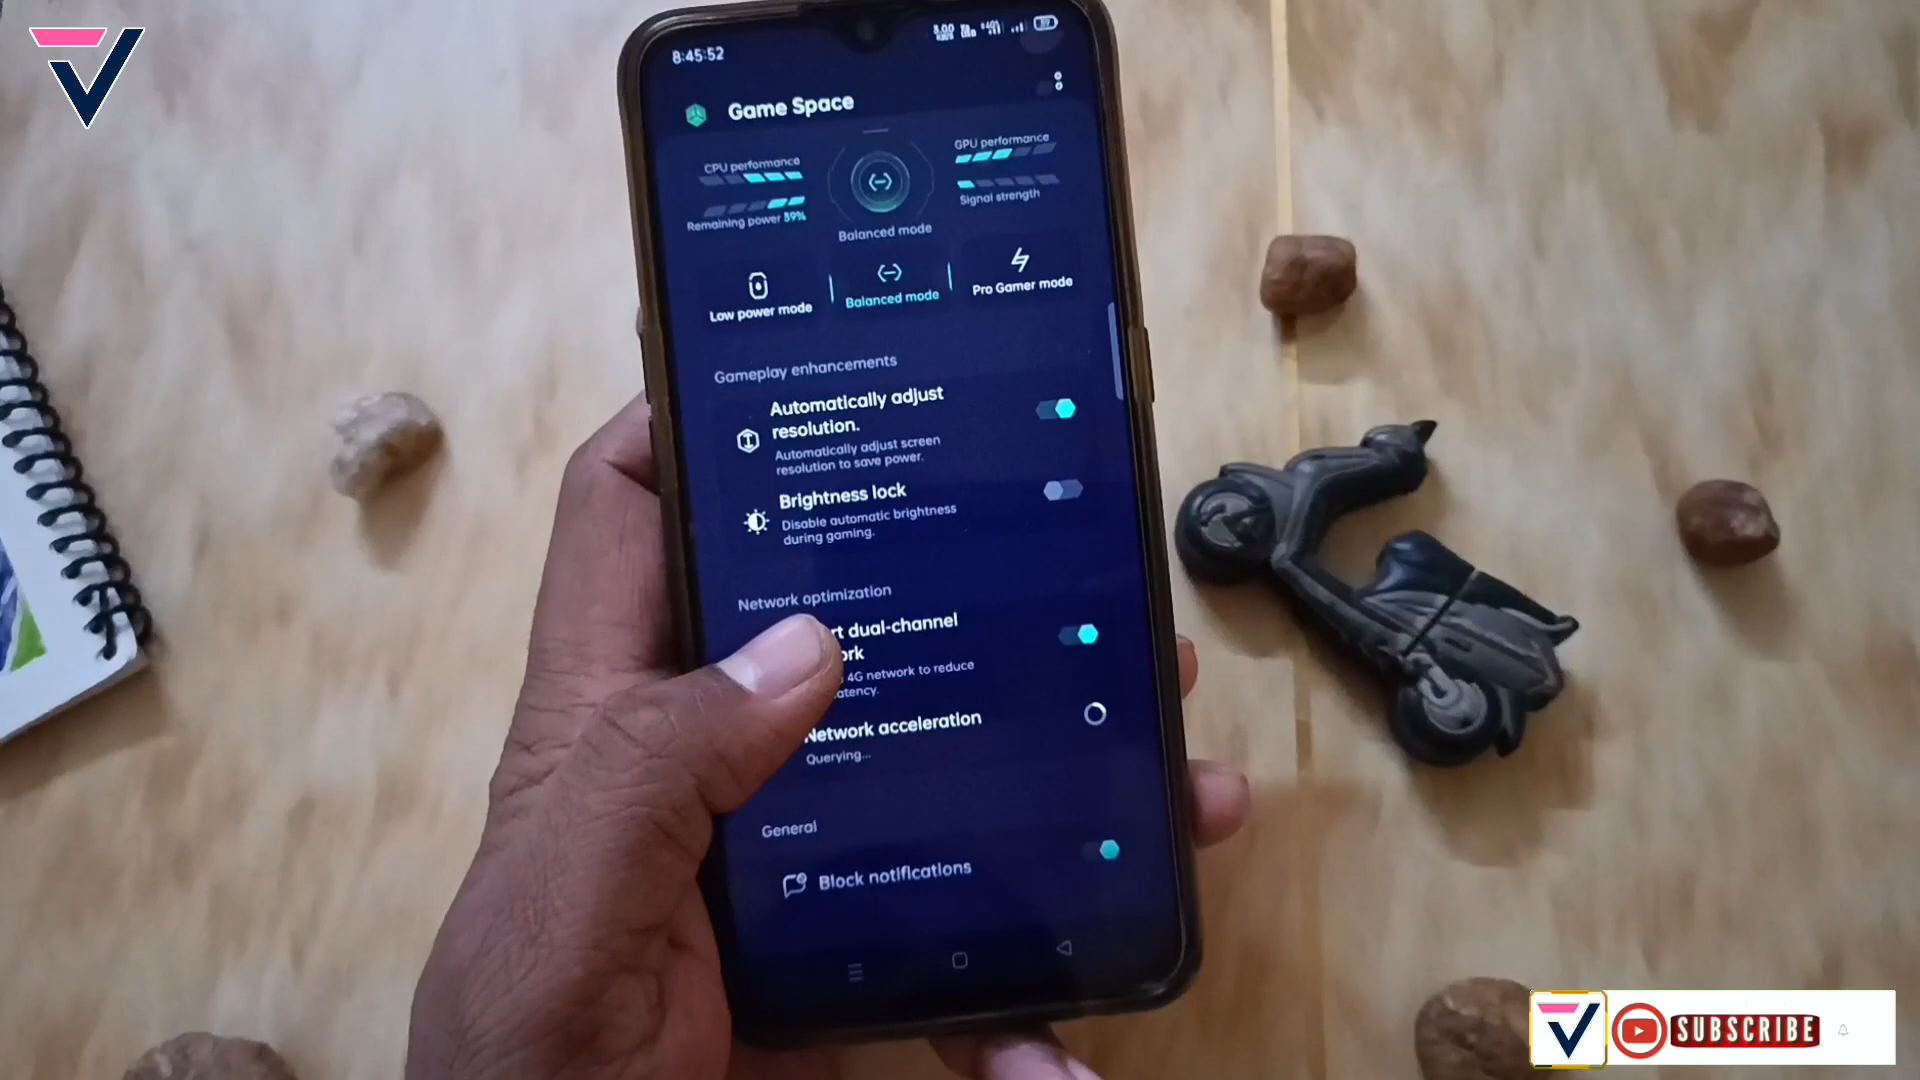 8:45:52
Game Space
CPU performance
GPU performance
Remaining power 39%
Signal strength
Balanced mode
Low power mode
Balanced mode
Pro Gamer mode
Gameplay enhancements
Automatically adjust
resolution.
Automatically adjust screen
resolution to save power.
Brightness lock
Disable automatic brightness
during gaming.
Network optimization
dual-channel
4G network to reduce
Network acceleration
Querying...
General
Block notifications
SUBSCRIBE